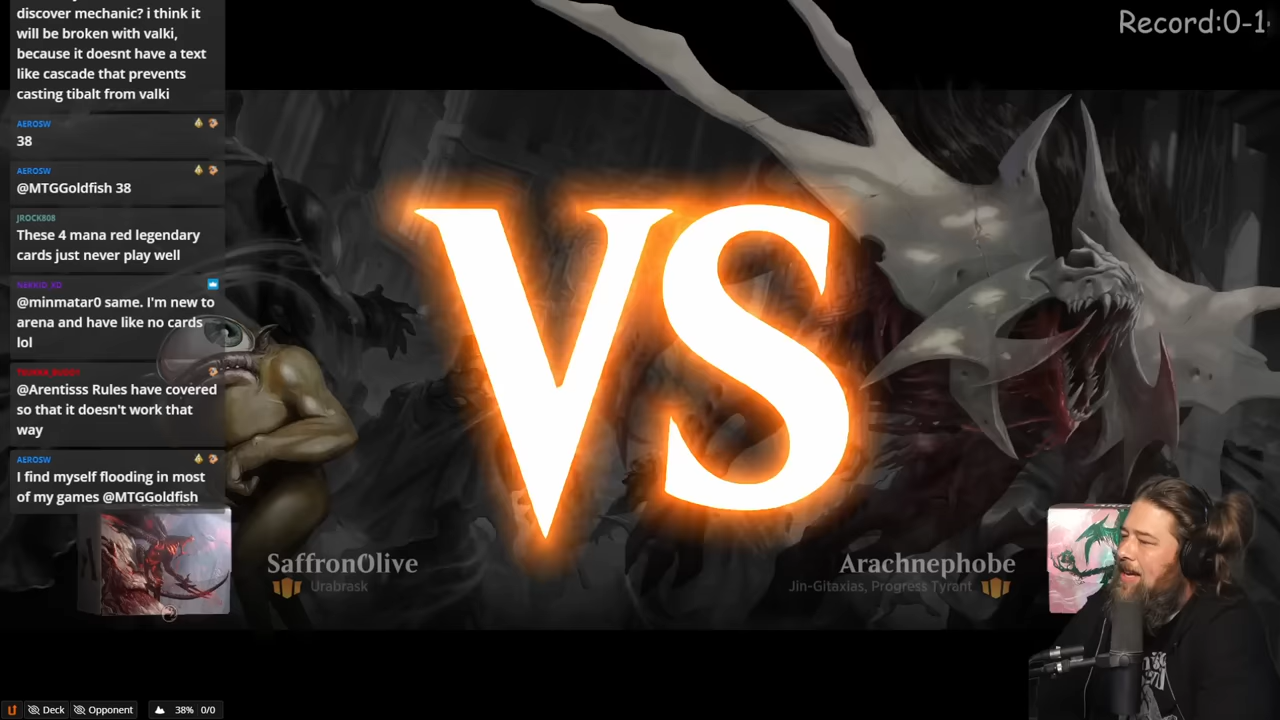 discover mechanic? i think it
will be broken with valki,
because it doesnt have a text
like cascade that prevents
casting tibalt from valki
AEROSW
38
AEROSW
@MTGGoldfish 38
JROCK808
These 4 mana red legendary
cards just never play well
NEKKID_XD
@minmatar0 same. I'm new to
arena and have like no cards
lol
@Arentisss Rules have covered
so that it doesn't work that
way
AEROSW
I find myself flooding in most
of my games @MTGGoldfish
Record:0-1
VS
SaffronOlive
Urabrask
Arachnephobe
Jin-Gitaxias, Progress Tyrant
Deck
Opponent
38%
0/0